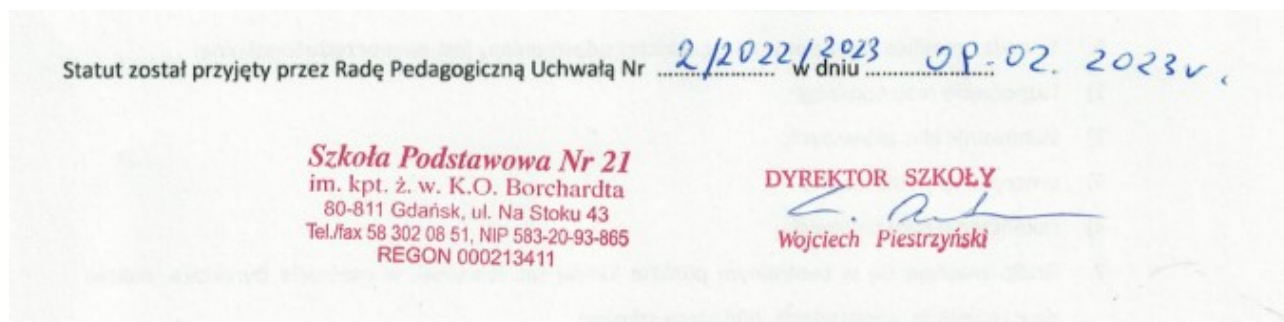 Statut został przyjęty przez Radę Pedagogiczną Uchwałą Nr 2/2022/2023 w dniu 09.02.2023r.
Szkoła Podstawowa Nr 21
im. kpt. ż. w. K.O. Borchardta
80-811 Gdańsk, ul. Na Stoku 43
Tel./fax 58 302 08 51, NIP 583-20-93-865
REGON 000213411
DYREKTOR SZKOŁY
Wojciech Piestrzyński